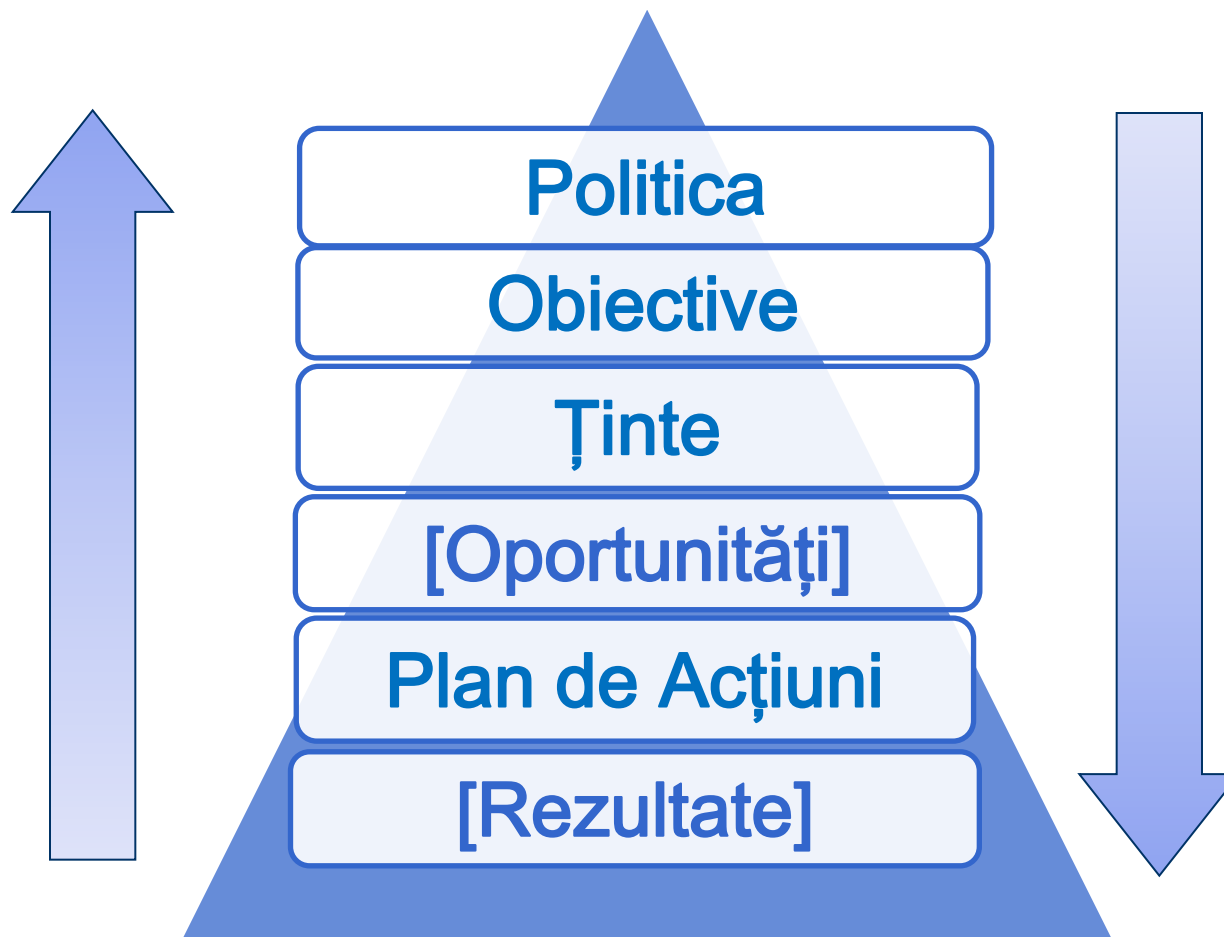 Politica
Obiective
Ținte
[Oportunități]
Plan de Acțiuni
[Rezultate]